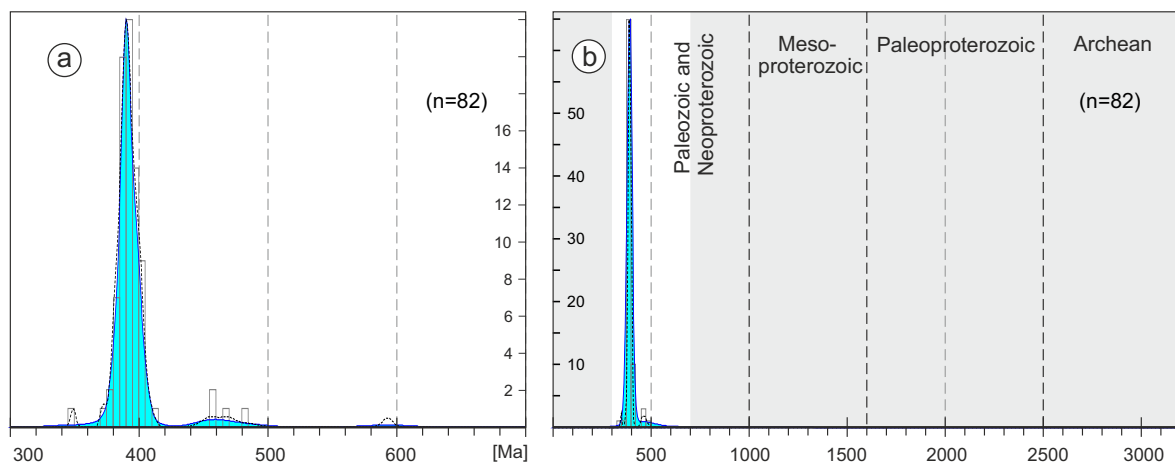 a
(n=82)
16
14
12
10
8
6
4
2
300
400
500
600
[Ma]
b
Paleozoic and
Neoproterozoic
Meso-
proterozoic
Paleoproterozoic
Archean
(n=82)
50
40
30
20
10
500
1000
1500
2000
2500
3000